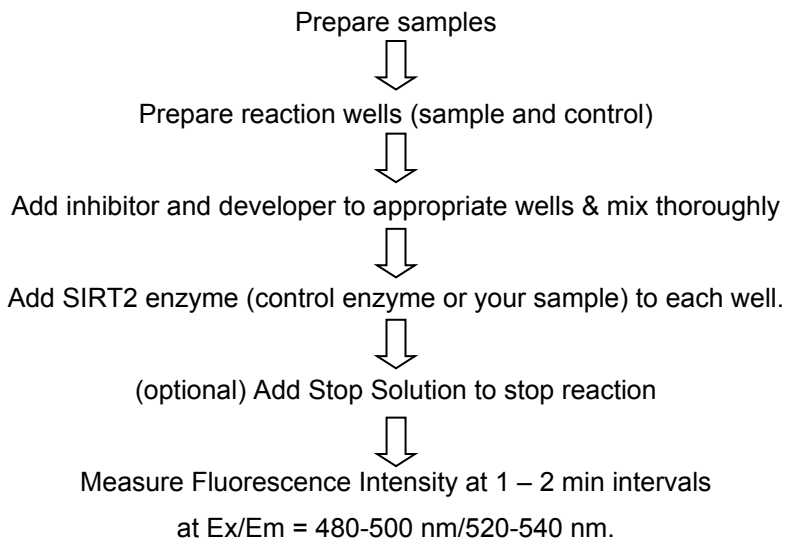 Prepare samples
Prepare reaction wells (sample and control)
Add inhibitor and developer to appropriate wells & mix thoroughly
Add SIRT2 enzyme (control enzyme or your sample) to each well.
(optional) Add Stop Solution to stop reaction
Measure Fluorescence Intensity at 1 – 2 min intervals
at Ex/Em = 480-500 nm/520-540 nm.